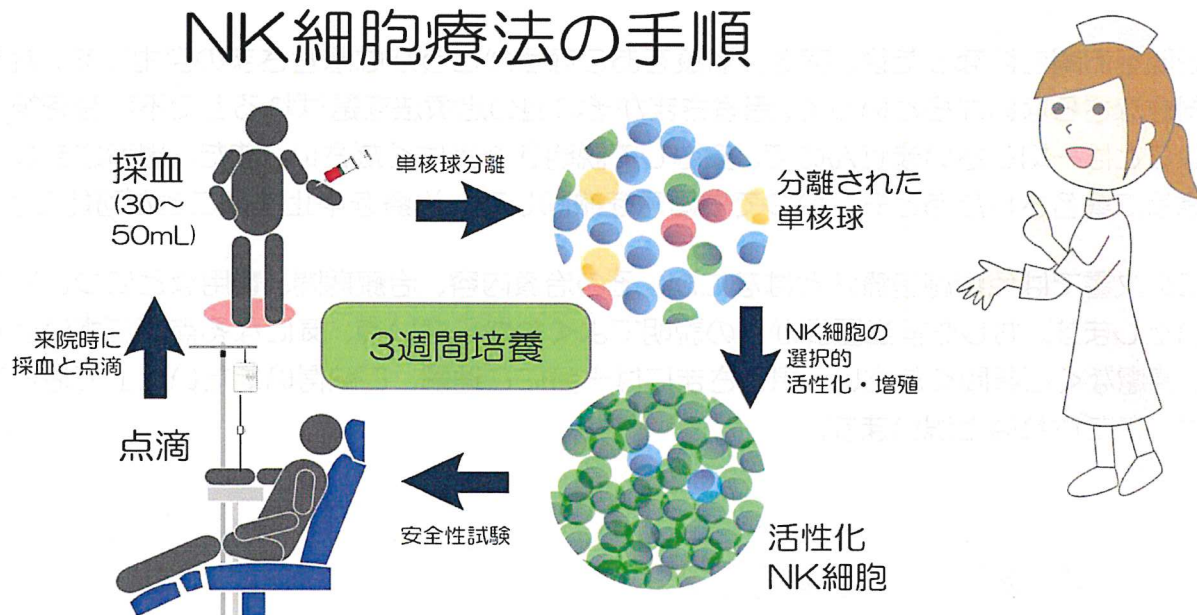 NK細胞療法の手順
採血
(30～
50mL)
単核球分離
分離された
単核球
来院時に
採血と点滴
3週間培養
NK細胞の
選択的
活性化・増殖
点滴
安全性試験
活性化
NK細胞